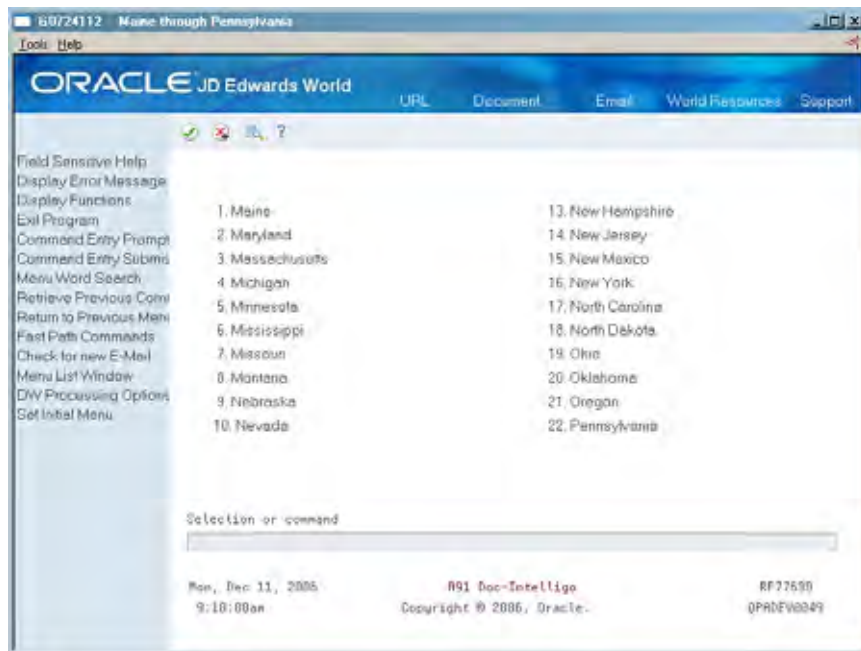 G0724112 Maine through Pennsylvania
Tools Help
ORACLE JD Edwards World
URL Document Email World Resources Support
?
Field Sensitive Help
Display Error Message
Display Functions
Exit Program
Command Entry Prompt
Command Entry Submis
Menu Word Search
Retrieve Previous Com
Return to Previous Men
Fast Path Commands
Check for new E-Mail
Menu List Window
DW Processing Options
Set Initial Menu
1. Maine
2. Maryland
3. Massachusetts
4. Michigan
5. Minnesota
6. Mississippi
7. Missouri
8. Montana
9. Nebraska
10. Nevada
13. New Hampshire
14. New Jersey
15. New Mexico
16. New York
17. North Carolina
18. North Dakota
19. Ohio
20. Oklahoma
21. Oregon
22. Pennsylvania
Selection or command
Mon, Dec 11, 2006 A91 Doc-Intelligo
9:10:00am Copyright © 2006, Oracle. QPADEV0049